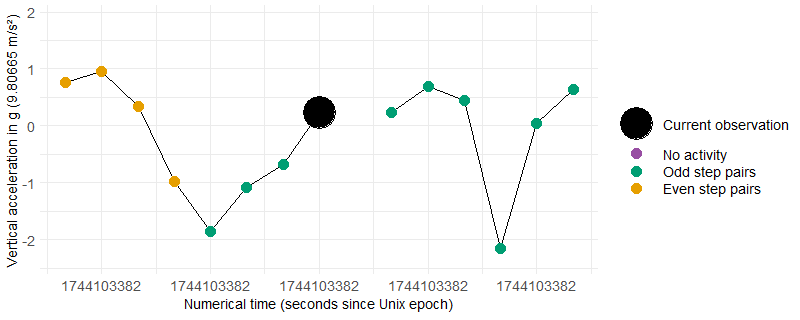 Vertical acceleration in g (9.80665 m/s²)
2
1
0
-1
-2
1744103382 1744103382 1744103382 1744103382 1744103382
Numerical time (seconds since Unix epoch)
Current observation
No activity
Odd step pairs
Even step pairs